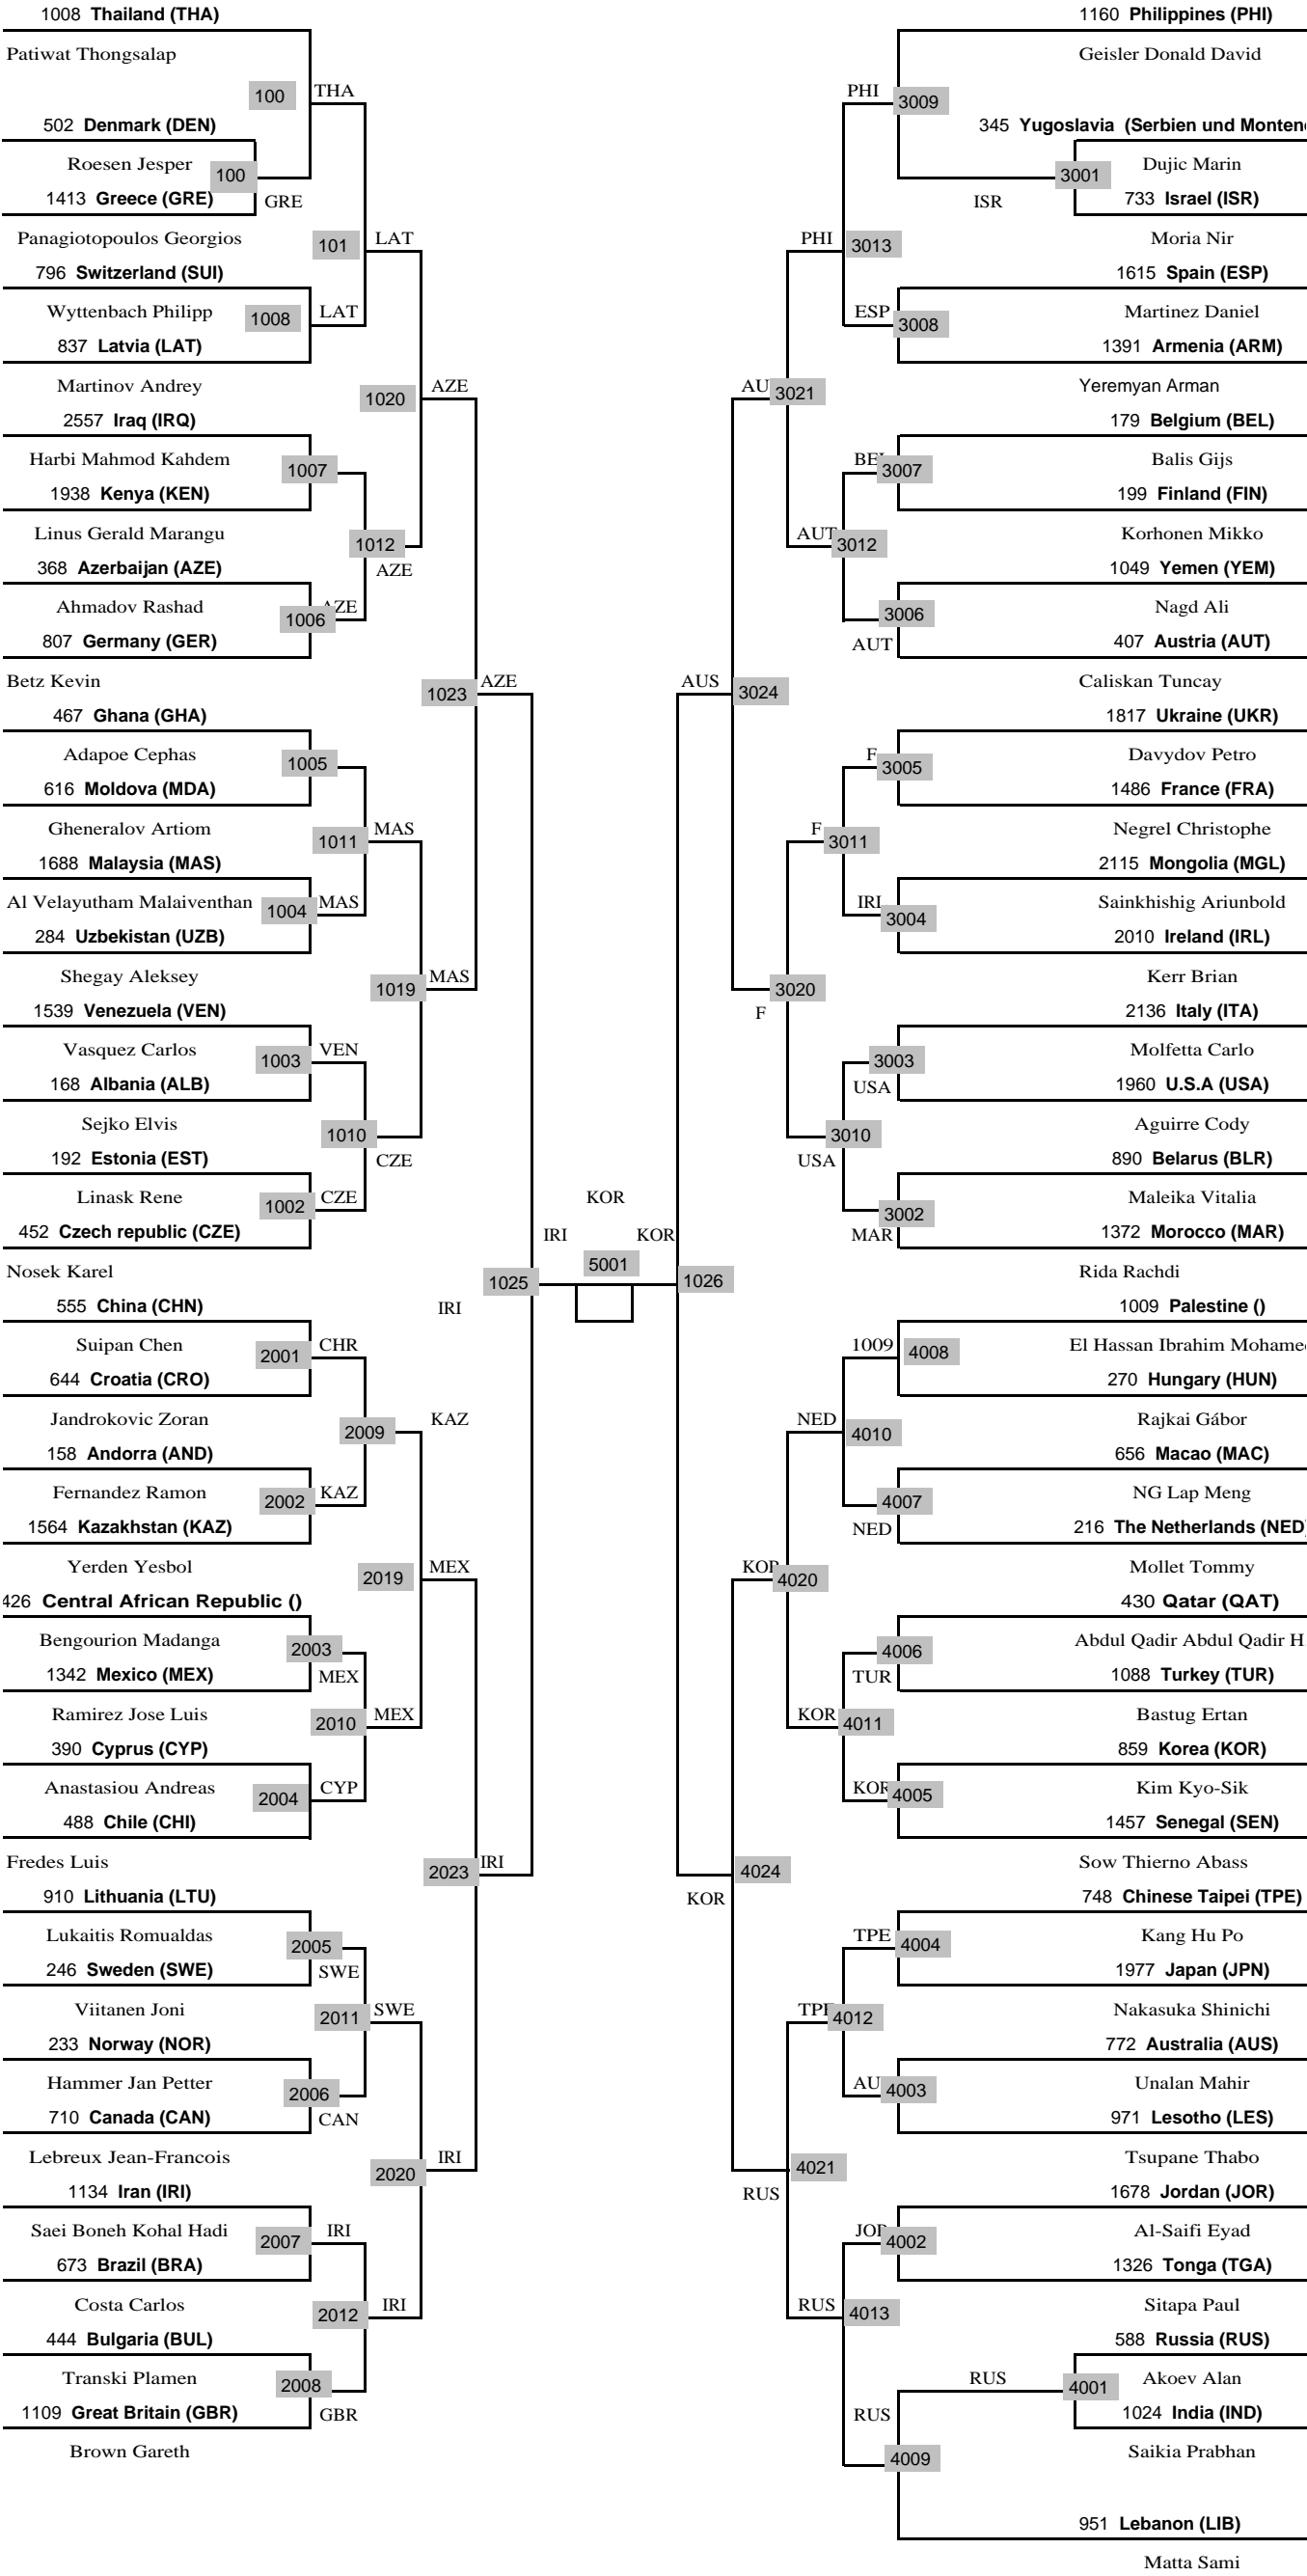 1008 Thailand (THA)
Patiwat Thongsalap
100 THA
502 Denmark (DEN)
Roesen Jesper
100
1413 Greece (GRE) GRE
Panagiotopoulos Georgios
101 LAT
796 Switzerland (SUI)
Wyttenbach Philipp
1008 LAT
837 Latvia (LAT)
Martinov Andrey
1020 AZE
2557 Iraq (IRQ)
Harbi Mahmod Kahdem
1007
1938 Kenya (KEN)
Linus Gerald Marangu
1012
AZE
368 Azerbaijan (AZE)
Ahmadov Rashad
1006 AZE
807 Germany (GER)
Betz Kevin
1023 AZE
467 Ghana (GHA)
Adapoe Cephas
1005
616 Moldova (MDA)
Gheneralov Artiom
1011 MAS
1688 Malaysia (MAS)
Al Velayutham Malaiventhan
1004 MAS
284 Uzbekistan (UZB)
Shegay Aleksey
1019 MAS
1539 Venezuela (VEN)
Vasquez Carlos
1003 VEN
168 Albania (ALB)
Sejko Elvis
1010
CZE
192 Estonia (EST)
Linask Rene
1002 CZE
452 Czech republic (CZE)
Nosek Karel
1025
IRI
555 China (CHN)
Suipan Chen
2001 CHR
644 Croatia (CRO)
Jandrokovic Zoran
2009 KAZ
158 Andorra (AND)
Fernandez Ramon
2002 KAZ
1564 Kazakhstan (KAZ)
Yerden Yesbol
2019 MEX
426 Central African Republic ()
Bengourion Madanga
2003
MEX
1342 Mexico (MEX)
Ramirez Jose Luis
2010 MEX
390 Cyprus (CYP)
Anastasiou Andreas
2004 CYP
488 Chile (CHI)
Fredes Luis
2023 IRI
910 Lithuania (LTU)
Lukaitis Romualdas
2005
SWE
246 Sweden (SWE)
Viitanen Joni
2011 SWE
233 Norway (NOR)
Hammer Jan Petter
2006
CAN
710 Canada (CAN)
Lebreux Jean-Francois
2020 IRI
1134 Iran (IRI)
Saei Boneh Kohal Hadi
2007 IRI
673 Brazil (BRA)
Costa Carlos
2012 IRI
444 Bulgaria (BUL)
Transki Plamen
2008
GBR
1109 Great Britain (GBR)
Brown Gareth
KOR
IRI KOR
5001
1026
1160 Philippines (PHI)
Geisler Donald David
PHI 3009
345 Yugoslavia (Serbien und
Dujic Marin
3001
ISR
733 Israel (ISR)
Moria Nir
PHI 3013
1615 Spain (ESP)
Martinez Daniel
ESP 3008
1391 Armenia (ARM)
Yeremyan Arman
3021
179 Belgium (BEL)
Balis Gijs
3007
199 Finland (FIN)
Korhonen Mikko
AUT 3012
1049 Yemen (YEM)
Nagd Ali
3006
AUT
407 Austria (AUT)
Caliskan Tuncay
AUS 3024
1817 Ukraine (UKR)
Davydov Petro
F 3005
1486 France (FRA)
Negrel Christophe
F 3011
2115 Mongolia (MGL)
Sainkhishig Ariunbold
3004
2010 Ireland (IRL)
Kerr Brian
3020
F
2136 Italy (ITA)
Molfetta Carlo
3003
USA
1960 U.S.A (USA)
Aguirre Cody
3010
USA
890 Belarus (BLR)
Maleika Vitalia
3002
MAR
1372 Morocco (MAR)
Rida Rachdi
1009 Palestine ()
El Hassan Ibrahim
1009 4008
270 Hungary (HUN)
Rajkai Gábor
NED 4010
656 Macao (MAC)
NG Lap Meng
4007
NED
216 The Netherlands (NED)
Mollet Tommy
KOR 4020
430 Qatar (QAT)
Abdul Qadir Abdul Qadir H
4006
TUR
1088 Turkey (TUR)
Bastug Ertan
KOR 4011
859 Korea (KOR)
Kim Kyo-Sik
KOR 4005
1457 Senegal (SEN)
Sow Thierno Abass
4024
KOR
748 Chinese Taipei (TPE)
Kang Hu Po
TPE 4004
1977 Japan (JPN)
Nakasuka Shinichi
TPE 4012
772 Australia (AUS)
Unalan Mahir
4003
971 Lesotho (LES)
Tsupane Thabo
4021
RUS
1678 Jordan (JOR)
Al-Saifi Eyad
JOR 4002
1326 Tonga (TGA)
Sitapa Paul
RUS 4013
588 Russia (RUS)
Akoev Alan
RUS 4001
1024 India (IND)
RUS
Saikia Prabhan
4009
951 Lebanon (LIB)
Matta Sami